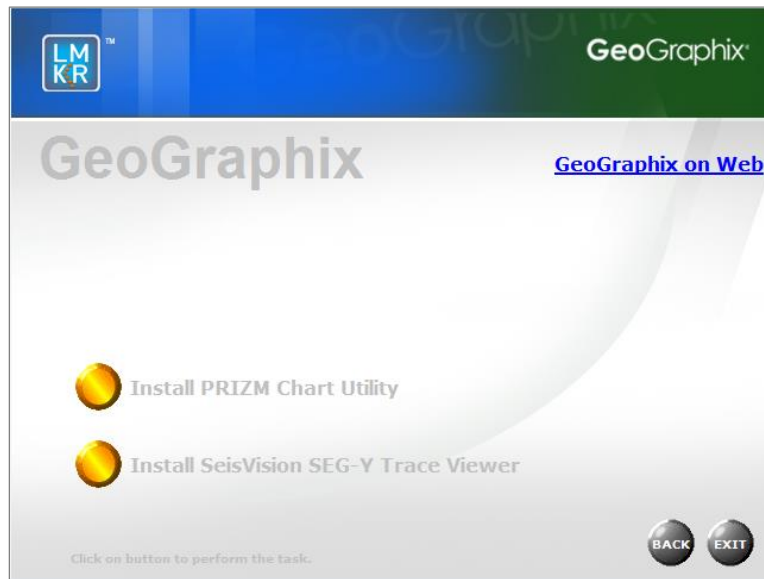 LM
KR
TM
GeoGraphix
GeoGraphix
GeoGraphix on Web
Install PRIZM Chart Utility
Install SeisVision SEG-Y Trace Viewer
Click on button to perform the task.
BACK
EXIT